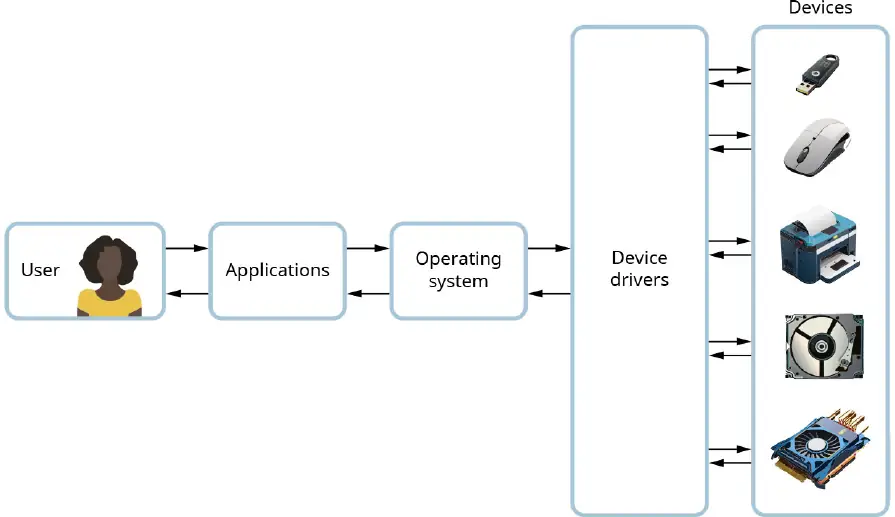 Devices
User
Applications
Operating
system
Device
drivers